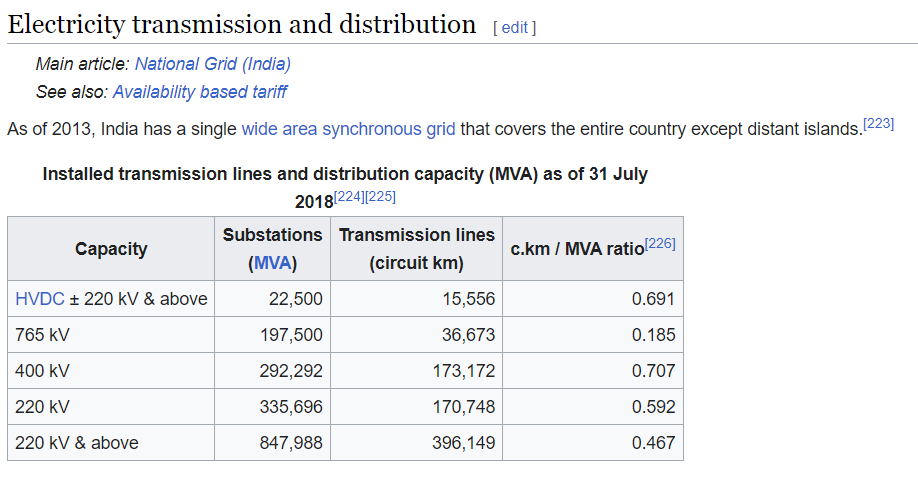 Electricity transmission and distribution [ edit ]
Main article: National Grid (India)
See also: Availability based tariff
As of 2013, India has a single wide area synchronous grid that covers the entire country except distant islands.[223]
Installed transmission lines and distribution capacity (MVA) as of 31 July
2018[224][225]
Capacity Substations (MVA) Transmission lines (circuit km) c.km / MVA ratio[226]
HVDC ± 220 kV & above 22,500 15,556 0.691
765 kV 197,500 36,673 0.185
400 kV 292,292 173,172 0.707
220 kV 335,696 170,748 0.592
220 kV & above 847,988 396,149 0.467